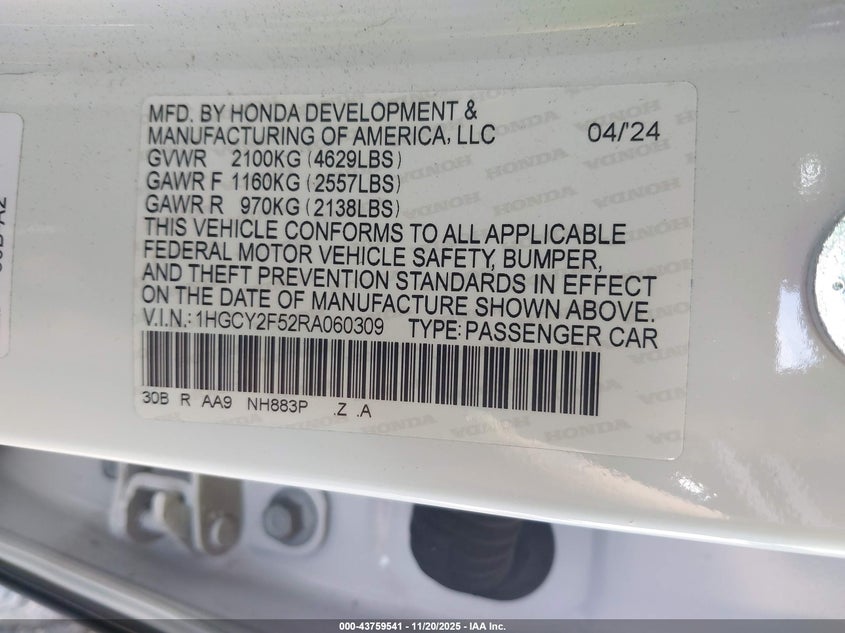 MFD. BY HONDA DEVELOPMENT &
MANUFACTURING OF AMERICA, LLC 04/'24
GVWR 2100KG (4629LBS)
GAWR F 1160KG (2557LBS)
GAWR R 970KG (2138LBS)
THIS VEHICLE CONFORMS TO ALL APPLICABLE
FEDERAL MOTOR VEHICLE SAFETY, BUMPER,
AND THEFT PREVENTION STANDARDS IN EFFECT
ON THE DATE OF MANUFACTURE SHOWN ABOVE.
V.I.N.: 1HGCY2F52RA060309 TYPE: PASSENGER CAR
30B R AA9 NH883P .Z .A
HONDA
000-43759541 - 11/20/2025 - IAA Inc.